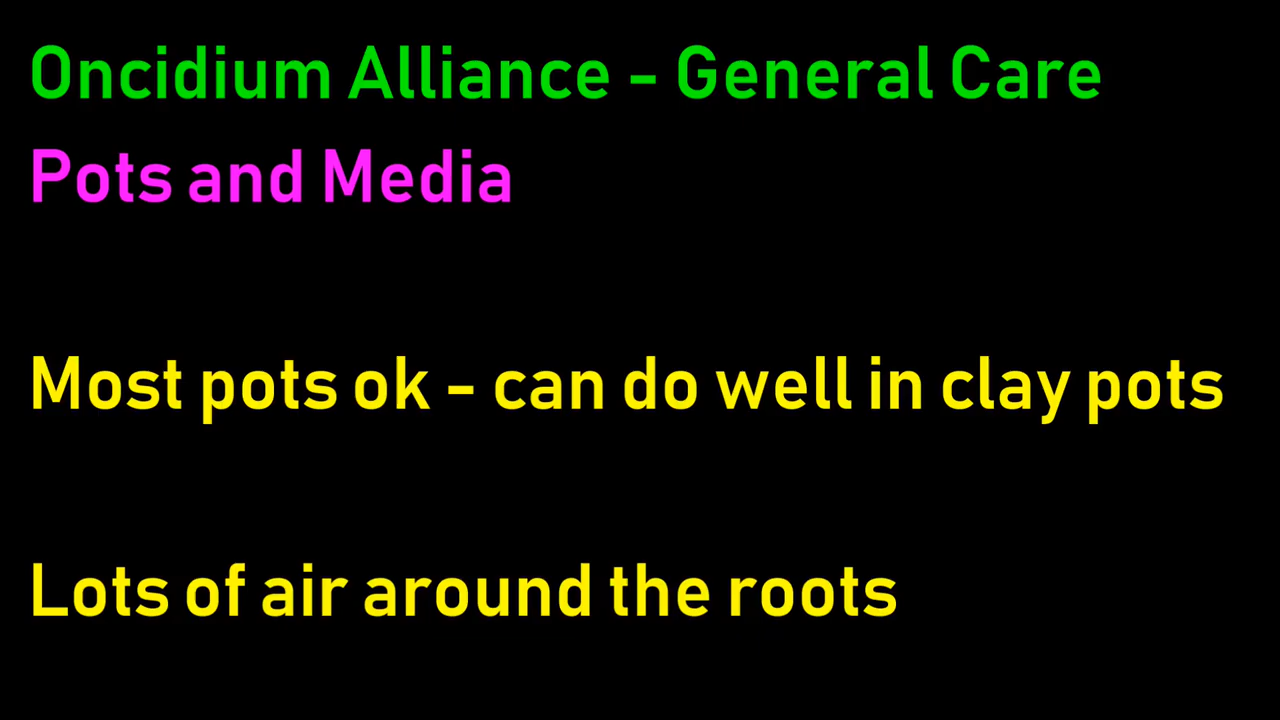 Oncidium Alliance - General Care
Pots and Media
Most pots ok - can do well in clay pots
Lots of air around the roots